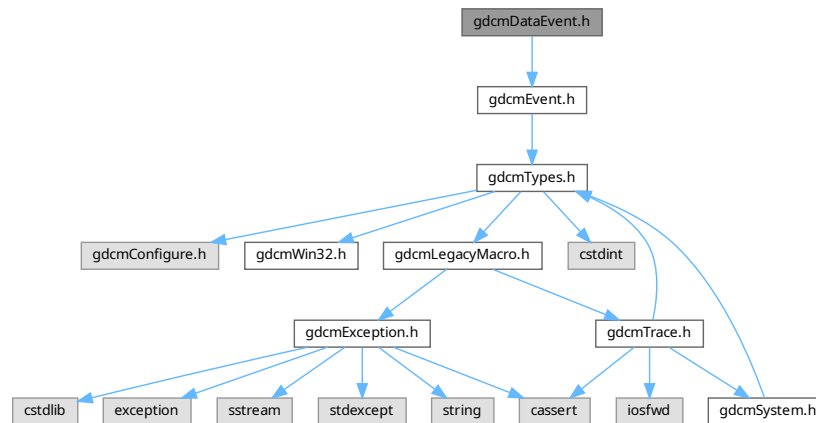 gdcmDataEvent.h
gdcmEvent.h
gdcmTypes.h
gdcmConfigure.h
gdcmWin32.h
gdcmLegacyMacro.h
cstdint
gdcmException.h
gdcmTrace.h
cstdlib
exception
sstream
stdexcept
string
cassert
iosfwd
gdcmSystem.h